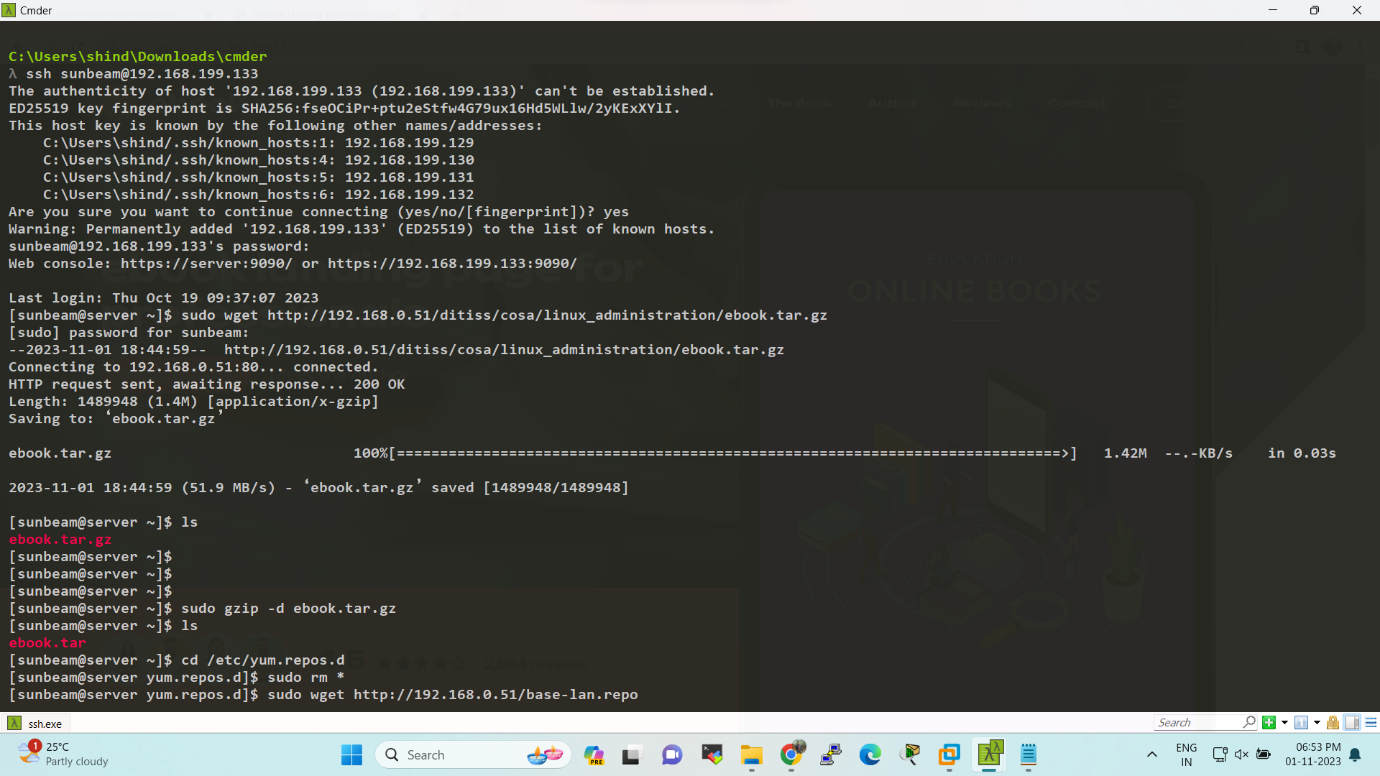 Cmder
C:\Users\shind\Downloads\cmder
λ ssh sunbeam@192.168.199.133
The authenticity of host '192.168.199.133 (192.168.199.133)' can't be established.
ED25519 key fingerprint is SHA256:fseOCiPr+ptu2eStfw4G79ux16Hd5WLlw/2yKExXYlI.
This host key is known by the following other names/addresses:
C:\Users\shind/.ssh/known_hosts:1: 192.168.199.129
C:\Users\shind/.ssh/known_hosts:4: 192.168.199.130
C:\Users\shind/.ssh/known_hosts:5: 192.168.199.131
C:\Users\shind/.ssh/known_hosts:6: 192.168.199.132
Are you sure you want to continue connecting (yes/no/[fingerprint])? yes
Warning: Permanently added '192.168.199.133' (ED25519) to the list of known hosts.
sunbeam@192.168.199.133's password:
Web console: https://server:9090/ or https://192.168.199.133:9090/
Last login: Thu Oct 19 09:37:07 2023
[sunbeam@server ~]$ sudo wget http://192.168.0.51/ditiss/cosa/linux_administration/ebook.tar.gz
[sudo] password for sunbeam:
--2023-11-01 18:44:59--  http://192.168.0.51/ditiss/cosa/linux_administration/ebook.tar.gz
Connecting to 192.168.0.51:80... connected.
HTTP request sent, awaiting response... 200 OK
Length: 1489948 (1.4M) [application/x-gzip]
Saving to: ‘ebook.tar.gz’
ebook.tar.gz 100%[=============================================================================>] 1.42M --.-KB/s in 0.03s
2023-11-01 18:44:59 (51.9 MB/s) - ‘ebook.tar.gz’ saved [1489948/1489948]
[sunbeam@server ~]$ ls
ebook.tar.gz
[sunbeam@server ~]$
[sunbeam@server ~]$
[sunbeam@server ~]$
[sunbeam@server ~]$ sudo gzip -d ebook.tar.gz
[sunbeam@server ~]$ ls
ebook.tar
[sunbeam@server ~]$ cd /etc/yum.repos.d
[sunbeam@server yum.repos.d]$ sudo rm *
[sunbeam@server yum.repos.d]$ sudo wget http://192.168.0.51/base-lan.repo
EDUCATION
ONLINE BOOKS
ssh.exe
Search
1
25°C
Partly cloudy
Search
PRE
ENG
IN
06:53 PM
01-11-2023